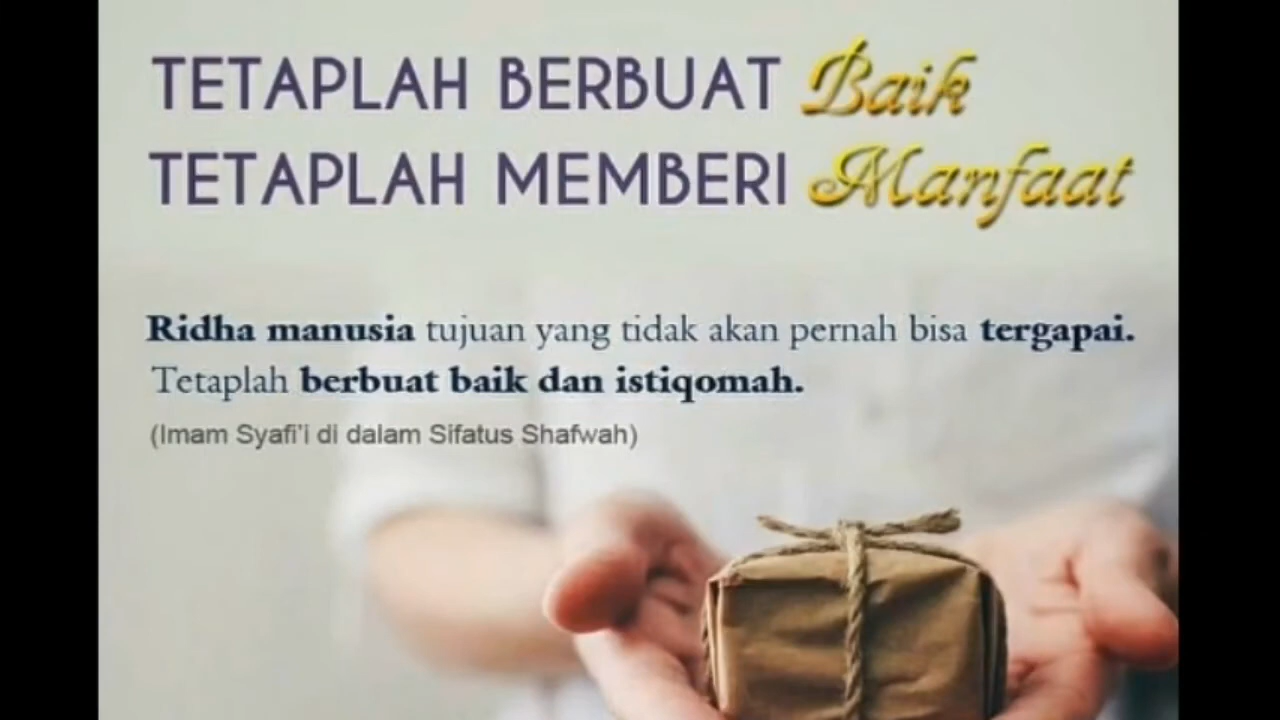 TETAPLAH BERBUAT Baik
TETAPLAH MEMBERI Manfaat
Ridha manusia tujuan yang tidak akan pernah bisa tergapai.
Tetaplah berbuat baik dan istiqomah.
(Imam Syafi'i di dalam Sifatus Shafwah)